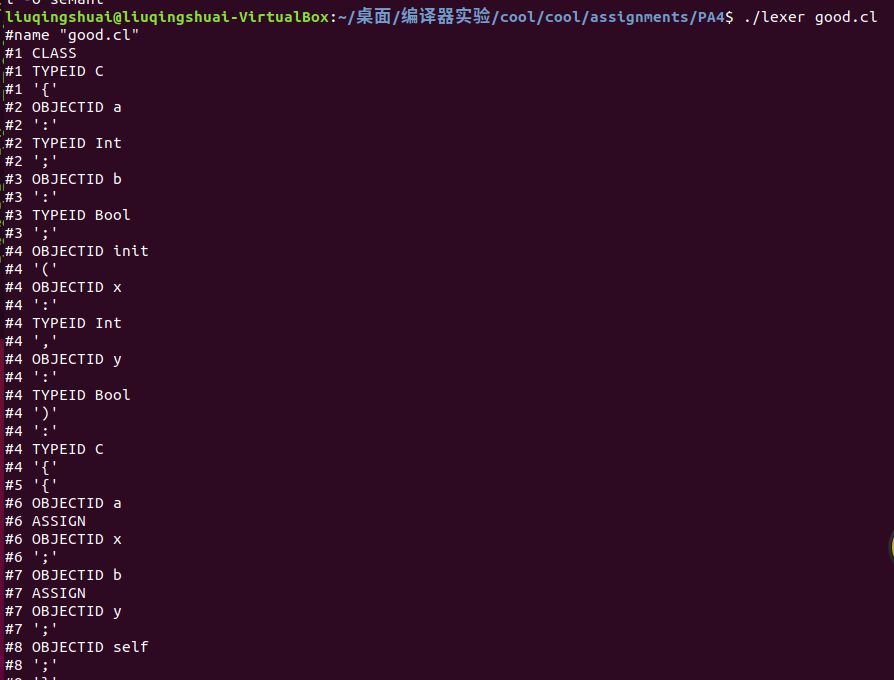 liuqingshuai@liuqingshuai-VirtualBox:~/桌面/编译器实验/cool/cool/assignments/PA4$ ./lexer good.cl
#name "good.cl"
#1 CLASS
#1 TYPEID C
#1 '{'
#2 OBJECTID a
#2 ':'
#2 TYPEID Int
#2 ';'
#3 OBJECTID b
#3 ':'
#3 TYPEID Bool
#3 ';'
#4 OBJECTID init
#4 '('
#4 OBJECTID x
#4 ':'
#4 TYPEID Int
#4 ','
#4 OBJECTID y
#4 ':'
#4 TYPEID Bool
#4 ')'
#4 ':'
#4 TYPEID C
#4 '{'
#5 '{'
#6 OBJECTID a
#6 ASSIGN
#6 OBJECTID x
#6 ';'
#7 OBJECTID b
#7 ASSIGN
#7 OBJECTID y
#7 ';'
#8 OBJECTID self
#8 ';'